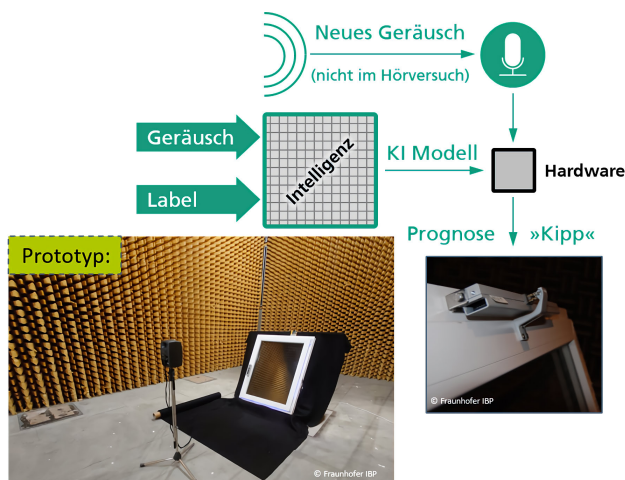 Neues Geräusch
(nicht im Hörversuch)
Geräusch
Label
Intelligenz
KI Modell
Hardware
Prognose »Kipp«
Prototyp:
© Fraunhofer IBP
© Fraunhofer IBP